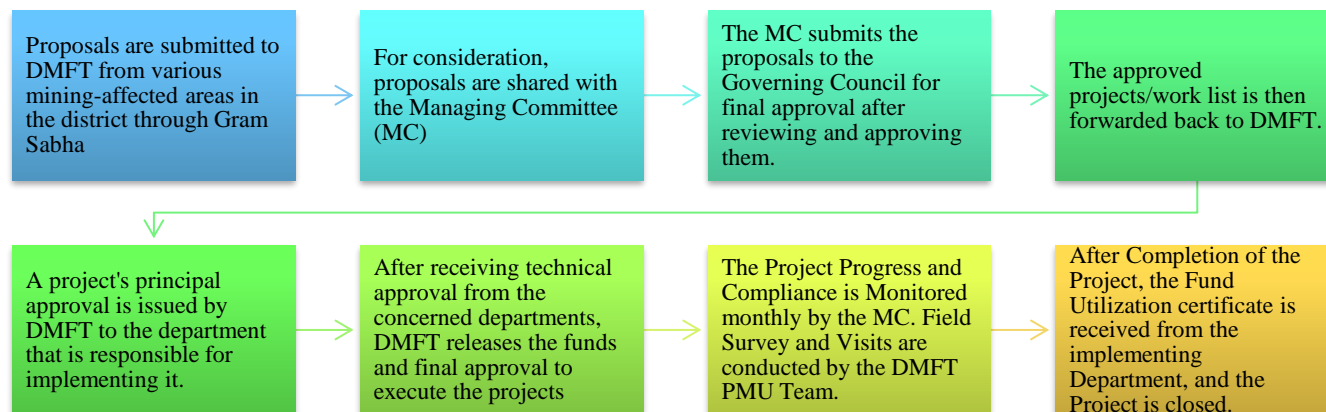 Proposals are submitted to
DMFT from various
mining-affected areas in
the district through Gram
Sabha
For consideration,
proposals are shared with
the Managing Committee
(MC)
The MC submits the
proposals to the
Governing Council for
final approval after
reviewing and approving
them.
The approved
projects/work list is then
forwarded back to DMFT.
A project's principal
approval is issued by
DMFT to the department
that is responsible for
implementing it.
After receiving technical
approval from the
concerned departments,
DMFT releases the funds
and final approval to
execute the projects
The Project Progress and
Compliance is Monitored
monthly by the MC. Field
Survey and Visits are
conducted by the DMFT
PMU Team.
After Completion of the
Project, the Fund
Utilization certificate is
received from the
implementing
Department, and the
Project is closed.